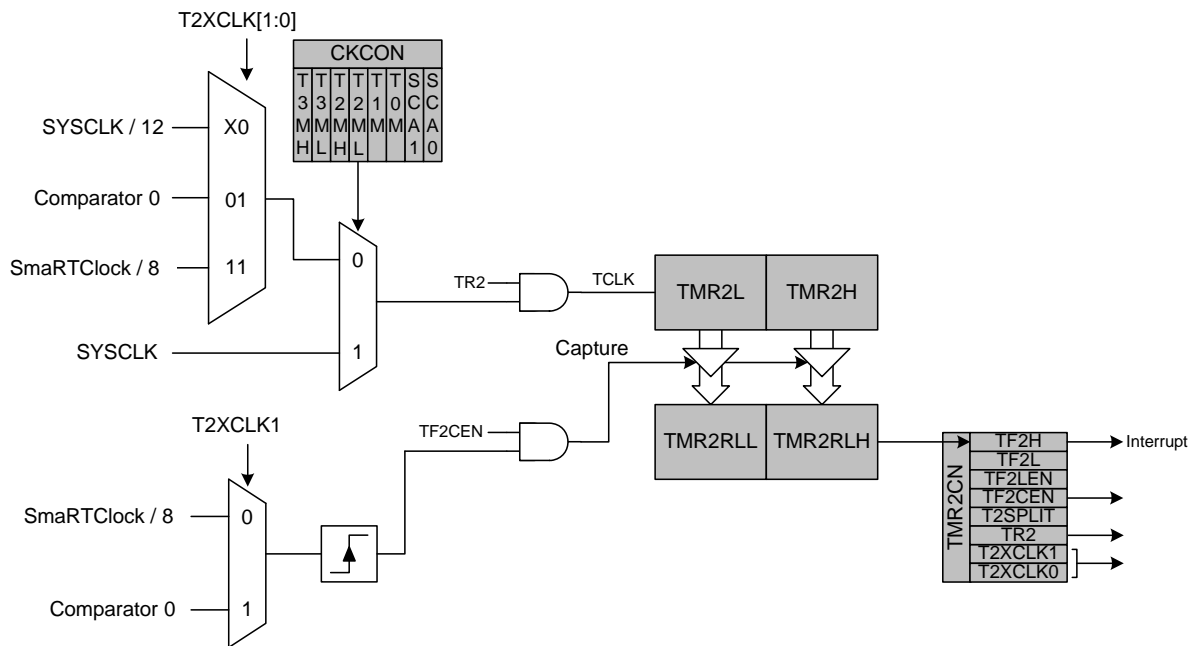 T2XCLK[1:0]
CKCON
T3MH T3ML T2MH T2ML T1M T0M SCA1 SCA0
SYSCLK / 12
X0
Comparator 0
01
SmaRTClock / 8
11
0
TR2
TCLK
TMR2L
TMR2H
SYSCLK
1
Capture
T2XCLK1
TF2CEN
TMR2RLL
TMR2RLH
TMR2CN
TF2H
Interrupt
TF2L
TF2LEN
TF2CEN
T2SPLIT
TR2
T2XCLK1
T2XCLK0
SmaRTClock / 8
0
Comparator 0
1